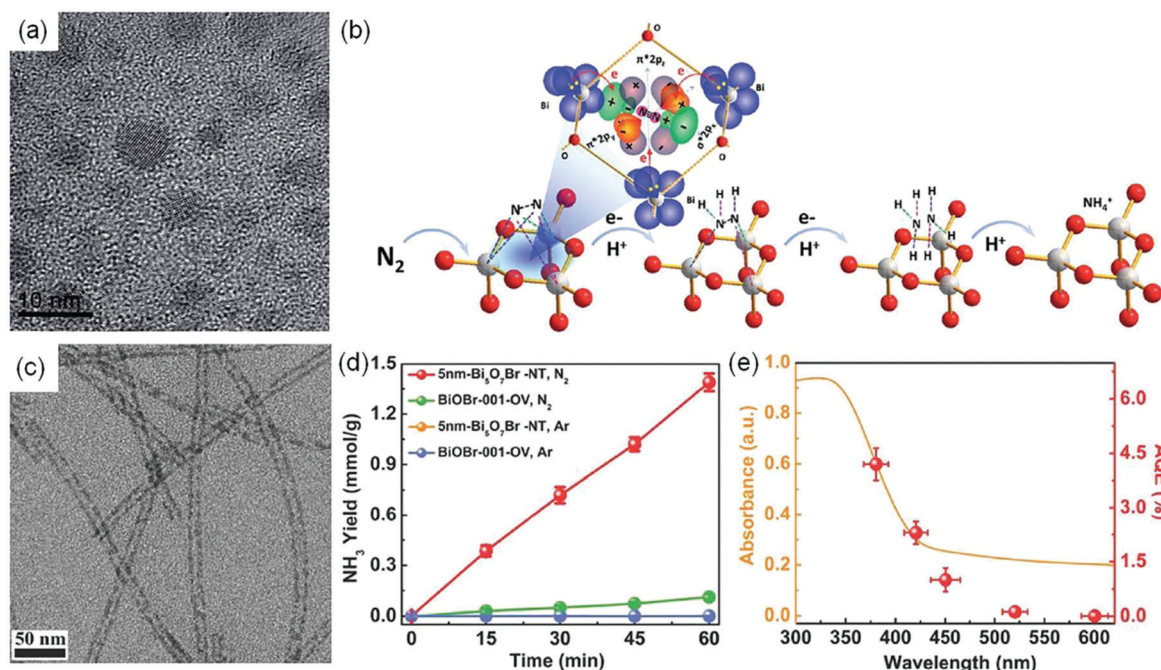 (a)
10 nm
(b)
O
π*2p₂
e
e
Bi
Bi
+
+
+
-
N≡N
+
-
-
+
-
π*2pᵧ
σ*2pₓ
O
e
O
Bi
N-N
N₂
e-
H⁺
H H H
N-N
e-
H⁺
H H
N
H H H
H⁺
NH₄⁺
(c)
50 nm
(d)
NH₃ Yield (mmol/g)
1.5
1.2
0.9
0.6
0.3
0.0
5nm-Bi₅O₇Br -NT, N₂
BiOBr-001-OV, N₂
5nm-Bi₅O₇Br -NT, Ar
BiOBr-001-OV, Ar
0 15 30 45 60
Time (min)
(e)
Absorbance (a.u.)
1.0
0.8
0.6
0.4
0.2
0.0
6.0
4.5
3.0
1.5
0.0
AQE (%)
300 350 400 450 500 550 600
Wavelength (nm)